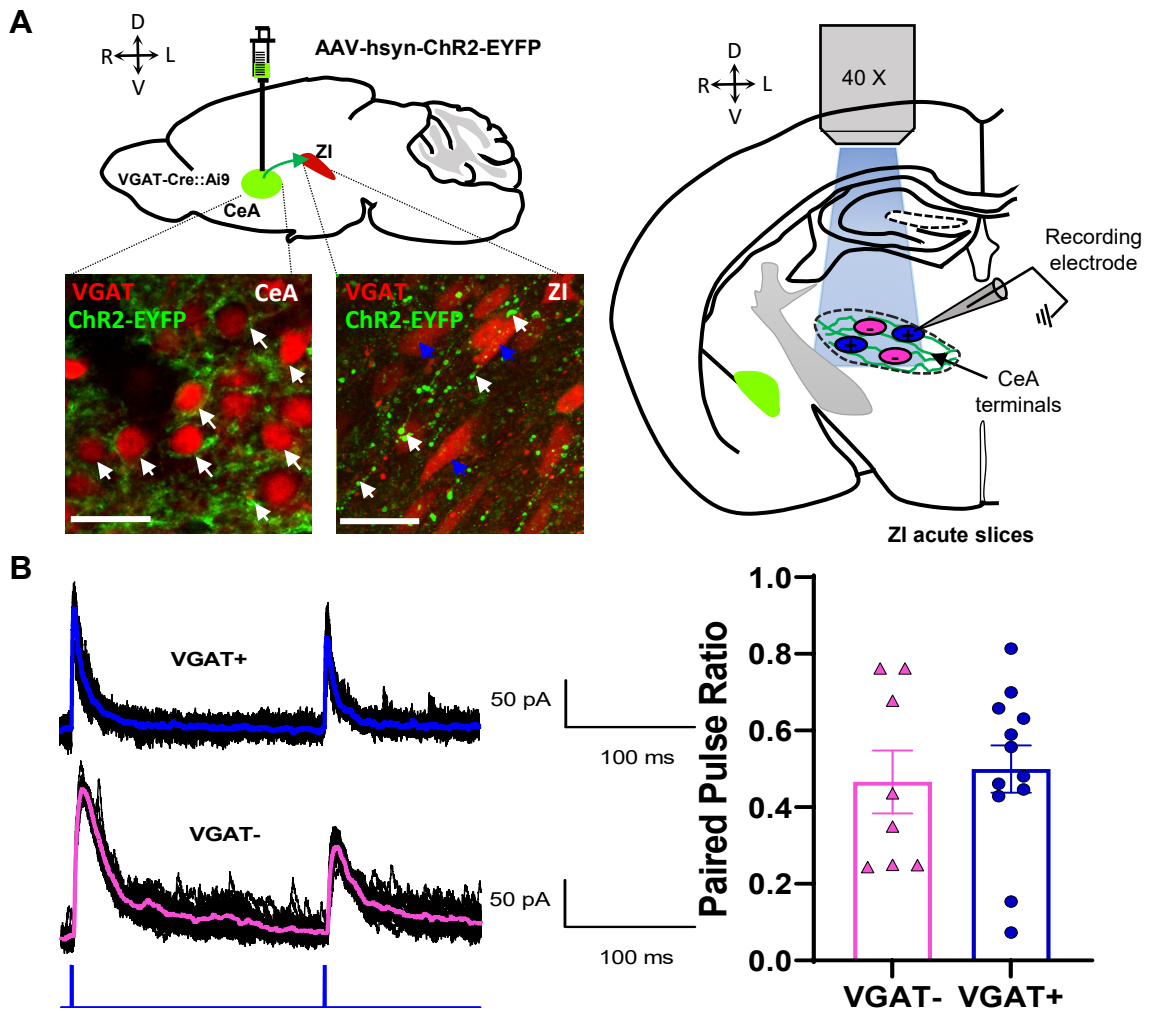 A
D
R
L
V
AAV-hsyn-ChR2-EYFP
ZI
VGAT-Cre::Ai9
CeA
VGAT
CeA
ChR2-EYFP
VGAT
ZI
ChR2-EYFP
D
R
L
V
40 X
Recording
electrode
-
+
+
-
CeA
terminals
ZI acute slices
B
VGAT+
50 pA
100 ms
VGAT-
50 pA
100 ms
Paired Pulse Ratio
1.0
0.8
0.6
0.4
0.2
0.0
VGAT-
VGAT+